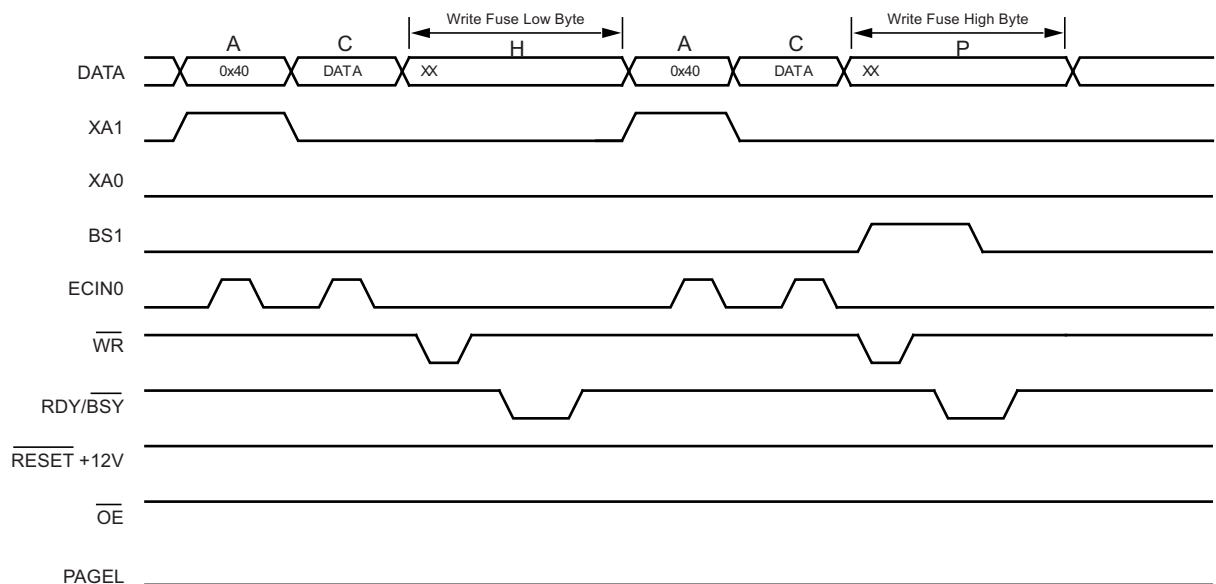 Write Fuse Low Byte Write Fuse High Byte
A C H A C P
DATA 0x40 DATA XX 0x40 DATA XX
XA1
XA0
BS1
ECIN0
WR
RDY/BSY
RESET +12V
OE
PAGEL